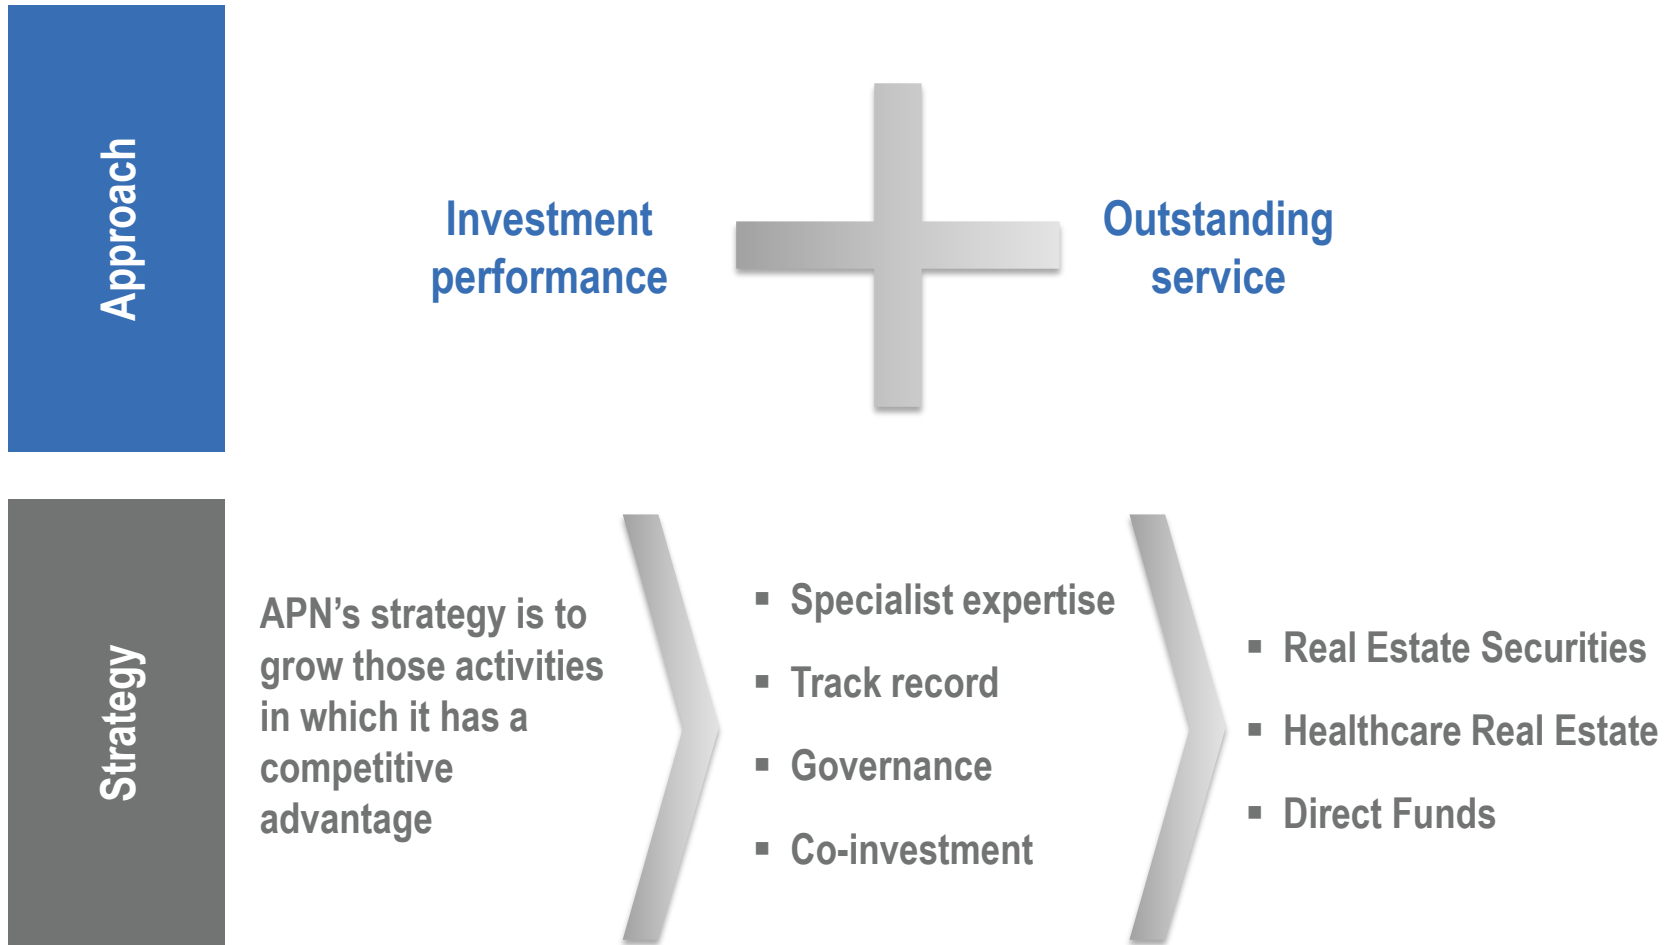 Approach
Investment
performance
Outstanding
service
Strategy
APN’s strategy is to
grow those activities
in which it has a
competitive
advantage
▪ Specialist expertise
▪ Track record
▪ Governance
▪ Co-investment
▪ Real Estate Securities
▪ Healthcare Real Estate
▪ Direct Funds